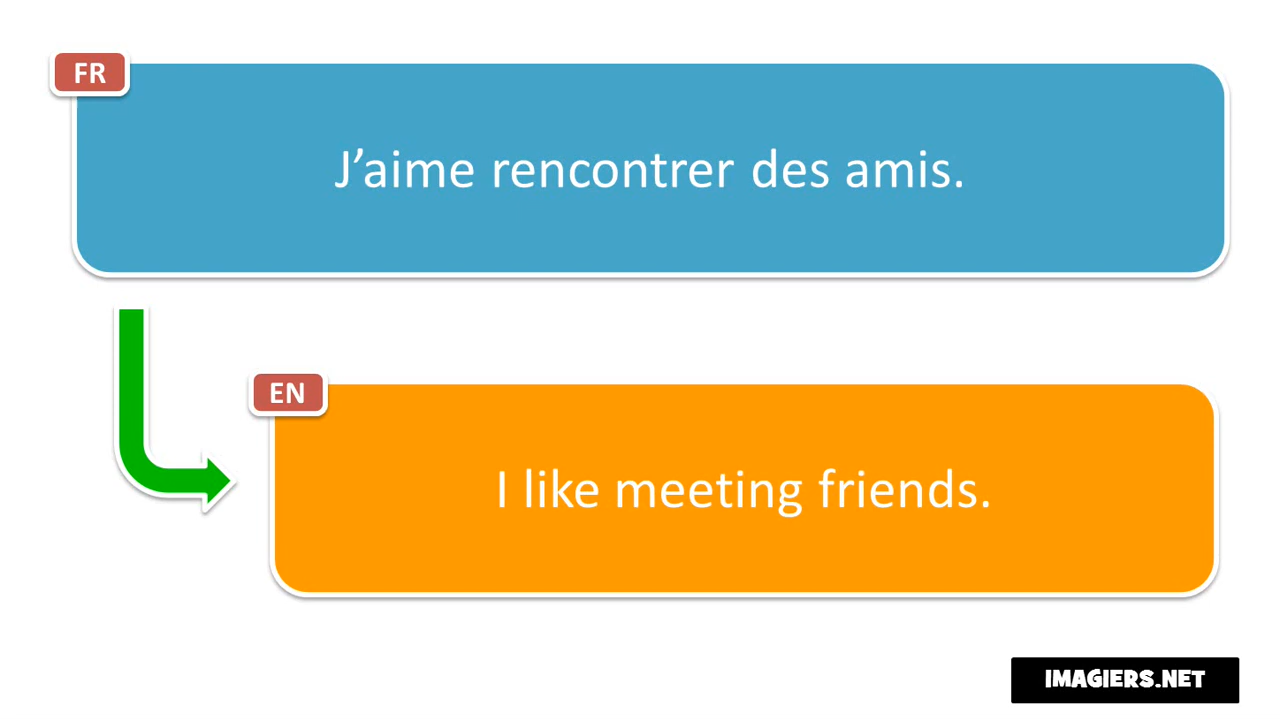 FR
J’aime rencontrer des amis.
EN
I like meeting friends.
IMAGIERS.NET